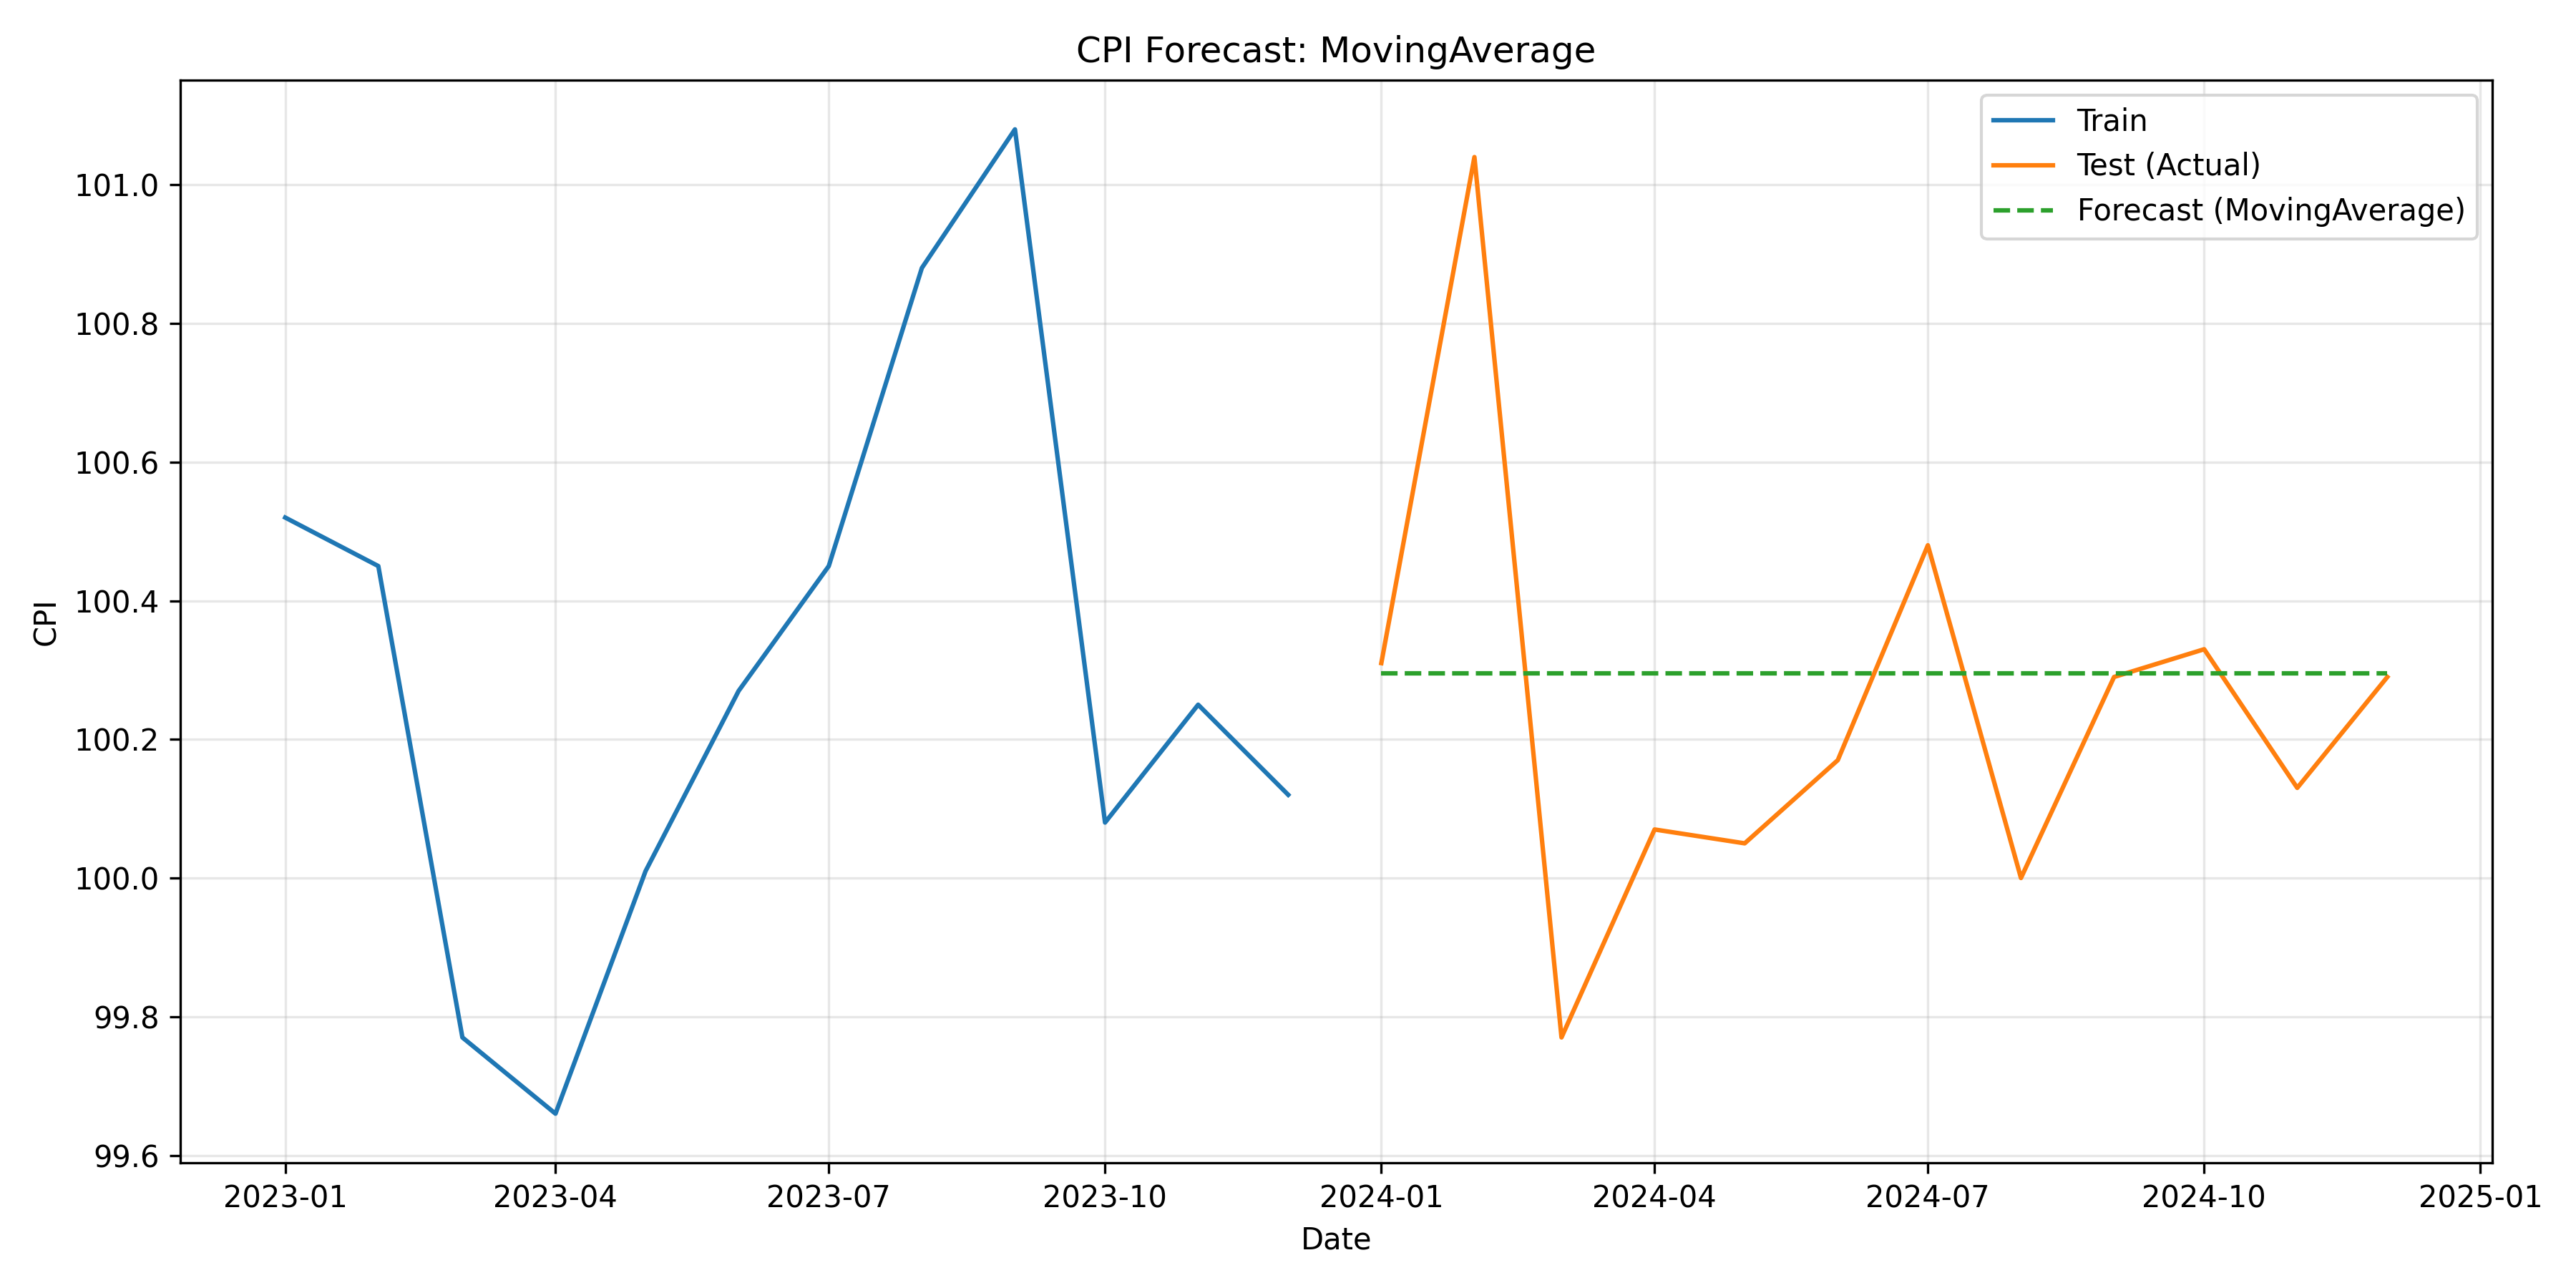 CPI Forecast: MovingAverage
Train
Test (Actual)
Forecast (MovingAverage)
CPI
101.0
100.8
100.6
100.4
100.2
100.0
99.8
99.6
2023-01 2023-04 2023-07 2023-10 2024-01 2024-04 2024-07 2024-10 2025-01
Date